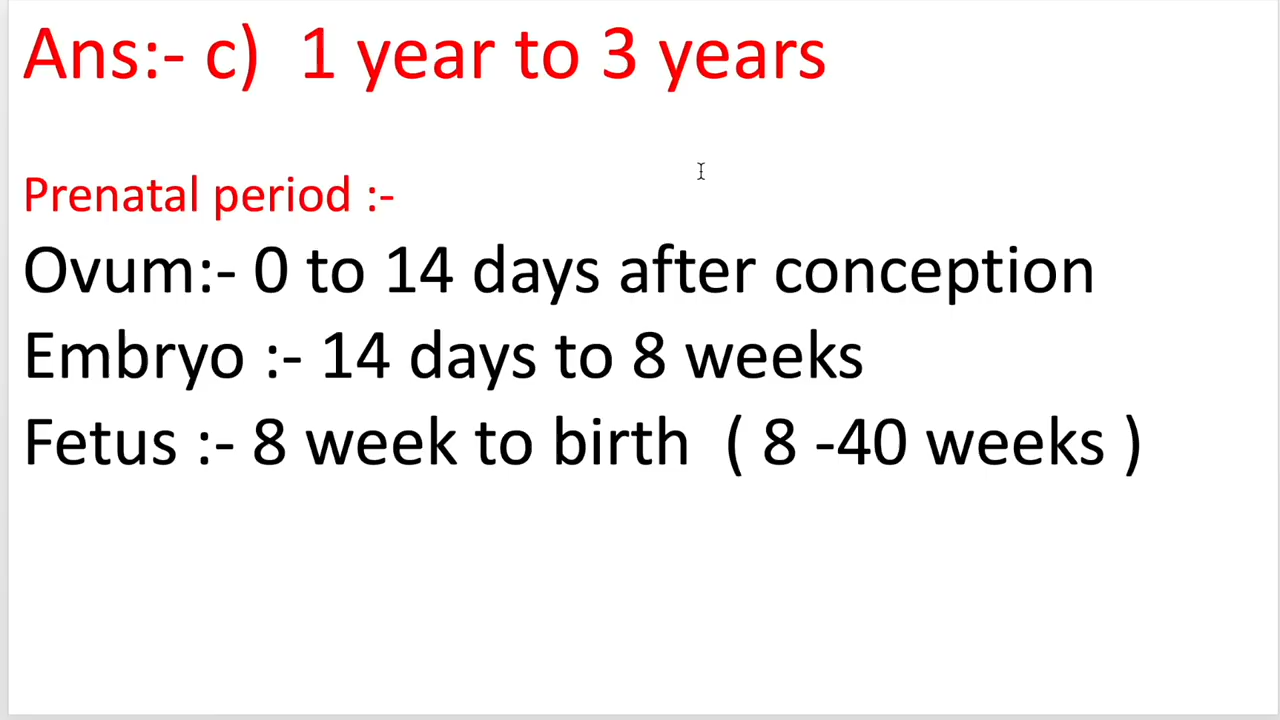 Ans:- c) 1 year to 3 years
Prenatal period :-
Ovum:- 0 to 14 days after conception
Embryo :- 14 days to 8 weeks
Fetus :- 8 week to birth ( 8 -40 weeks )